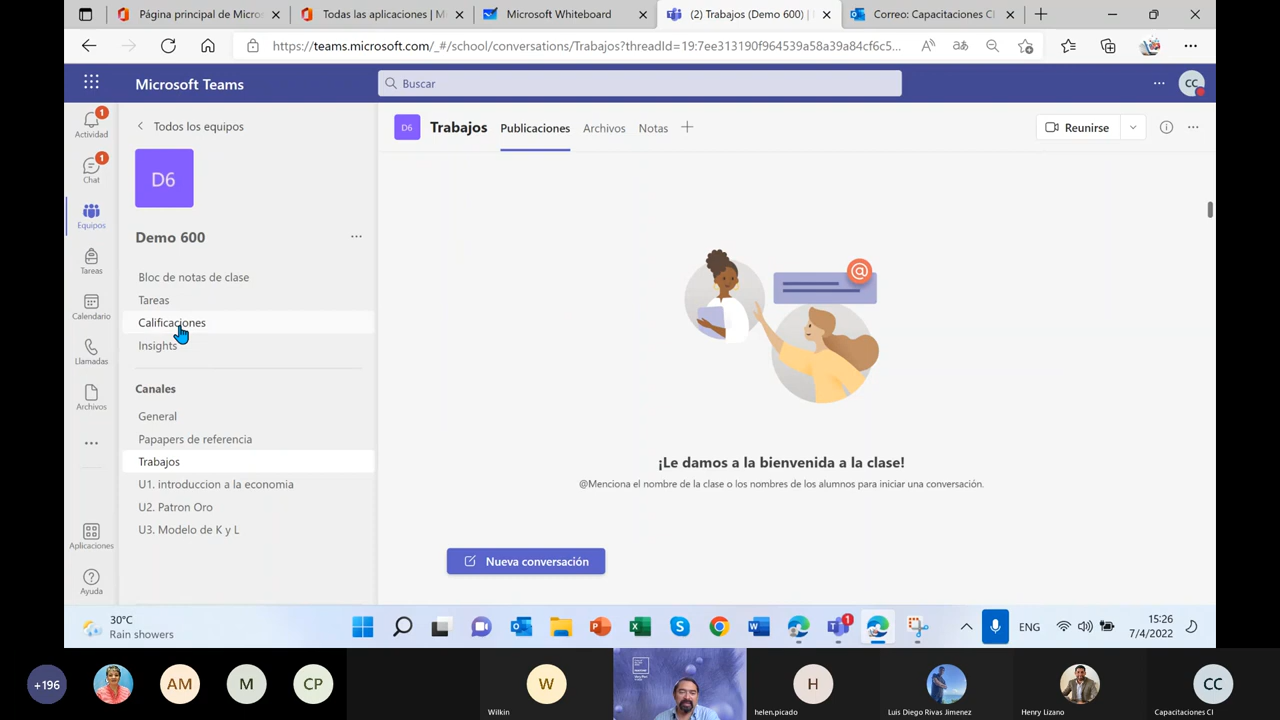 Página principal de Micros
Todas las aplicaciones | M
Microsoft Whiteboard
(2) Trabajos (Demo 600) |
Correo: Capacitaciones CI
https://teams.microsoft.com/_#/school/conversations/Trabajos?threadId=19:7ee313190f964539a58a39a84cf6c5...
Microsoft Teams
Buscar
CC
Actividad
1
Chat
1
Equipos
Tareas
Calendario
Llamadas
Archivos
Aplicaciones
Ayuda
Todos los equipos
D6
Demo 600
Bloc de notas de clase
Tareas
Calificaciones
Insights
Canales
General
Papapers de referencia
Trabajos
U1. introduccion a la economia
U2. Patron Oro
U3. Modelo de K y L
D6
Trabajos
Publicaciones
Archivos
Notas
Reunirse
@
¡Le damos a la bienvenida a la clase!
@Menciona el nombre de la clase o los nombres de los alumnos para iniciar una conversación.
Nueva conversación
30°C
Rain showers
1
ENG
15:26
7/4/2022
+196
AM
M
CP
W
Wilkin
H
helen.picado
Luis Diego Rivas Jimenez
Henry Lizano
CC
Capacitaciones CI